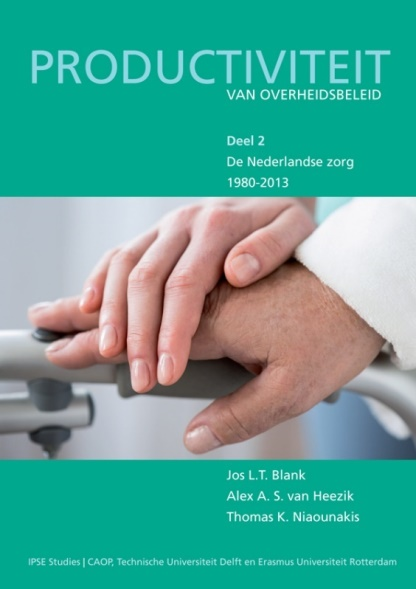 PRODUCTIVITEIT
VAN OVERHEIDSBELEID
Deel 2
De Nederlandse zorg
1980-2013
Jos L.T. Blank
Alex A. S. van Heezik
Thomas K. Niaounakis
IPSE Studies | CAOP, Technische Universiteit Delft en Erasmus Universiteit Rotterdam